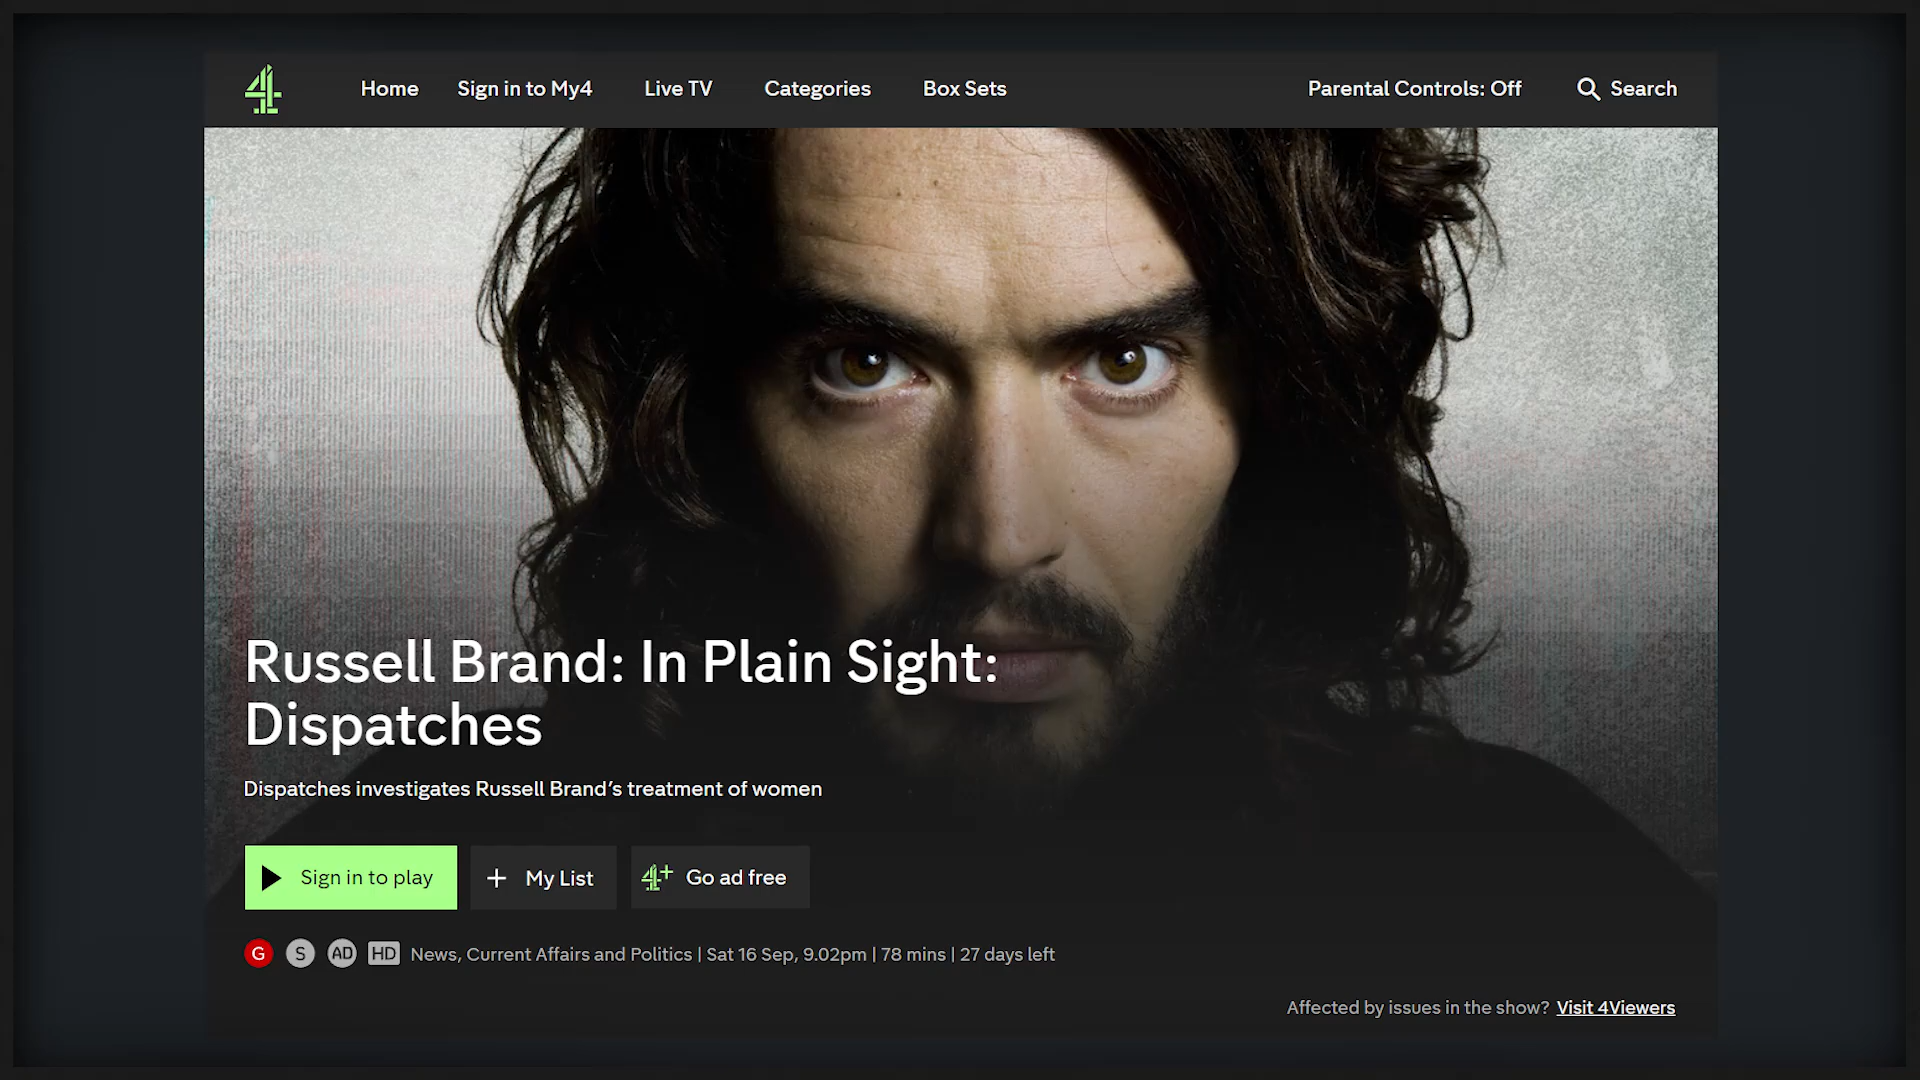 4 Home Sign in to My4 Live TV Categories Box Sets Parental Controls: Off Search
Russell Brand: In Plain Sight:
Dispatches
Dispatches investigates Russell Brand’s treatment of women
Sign in to play + My List 4+ Go ad free
G S AD HD News, Current Affairs and Politics | Sat 16 Sep, 9.02pm | 78 mins | 27 days left
Affected by issues in the show? Visit 4Viewers